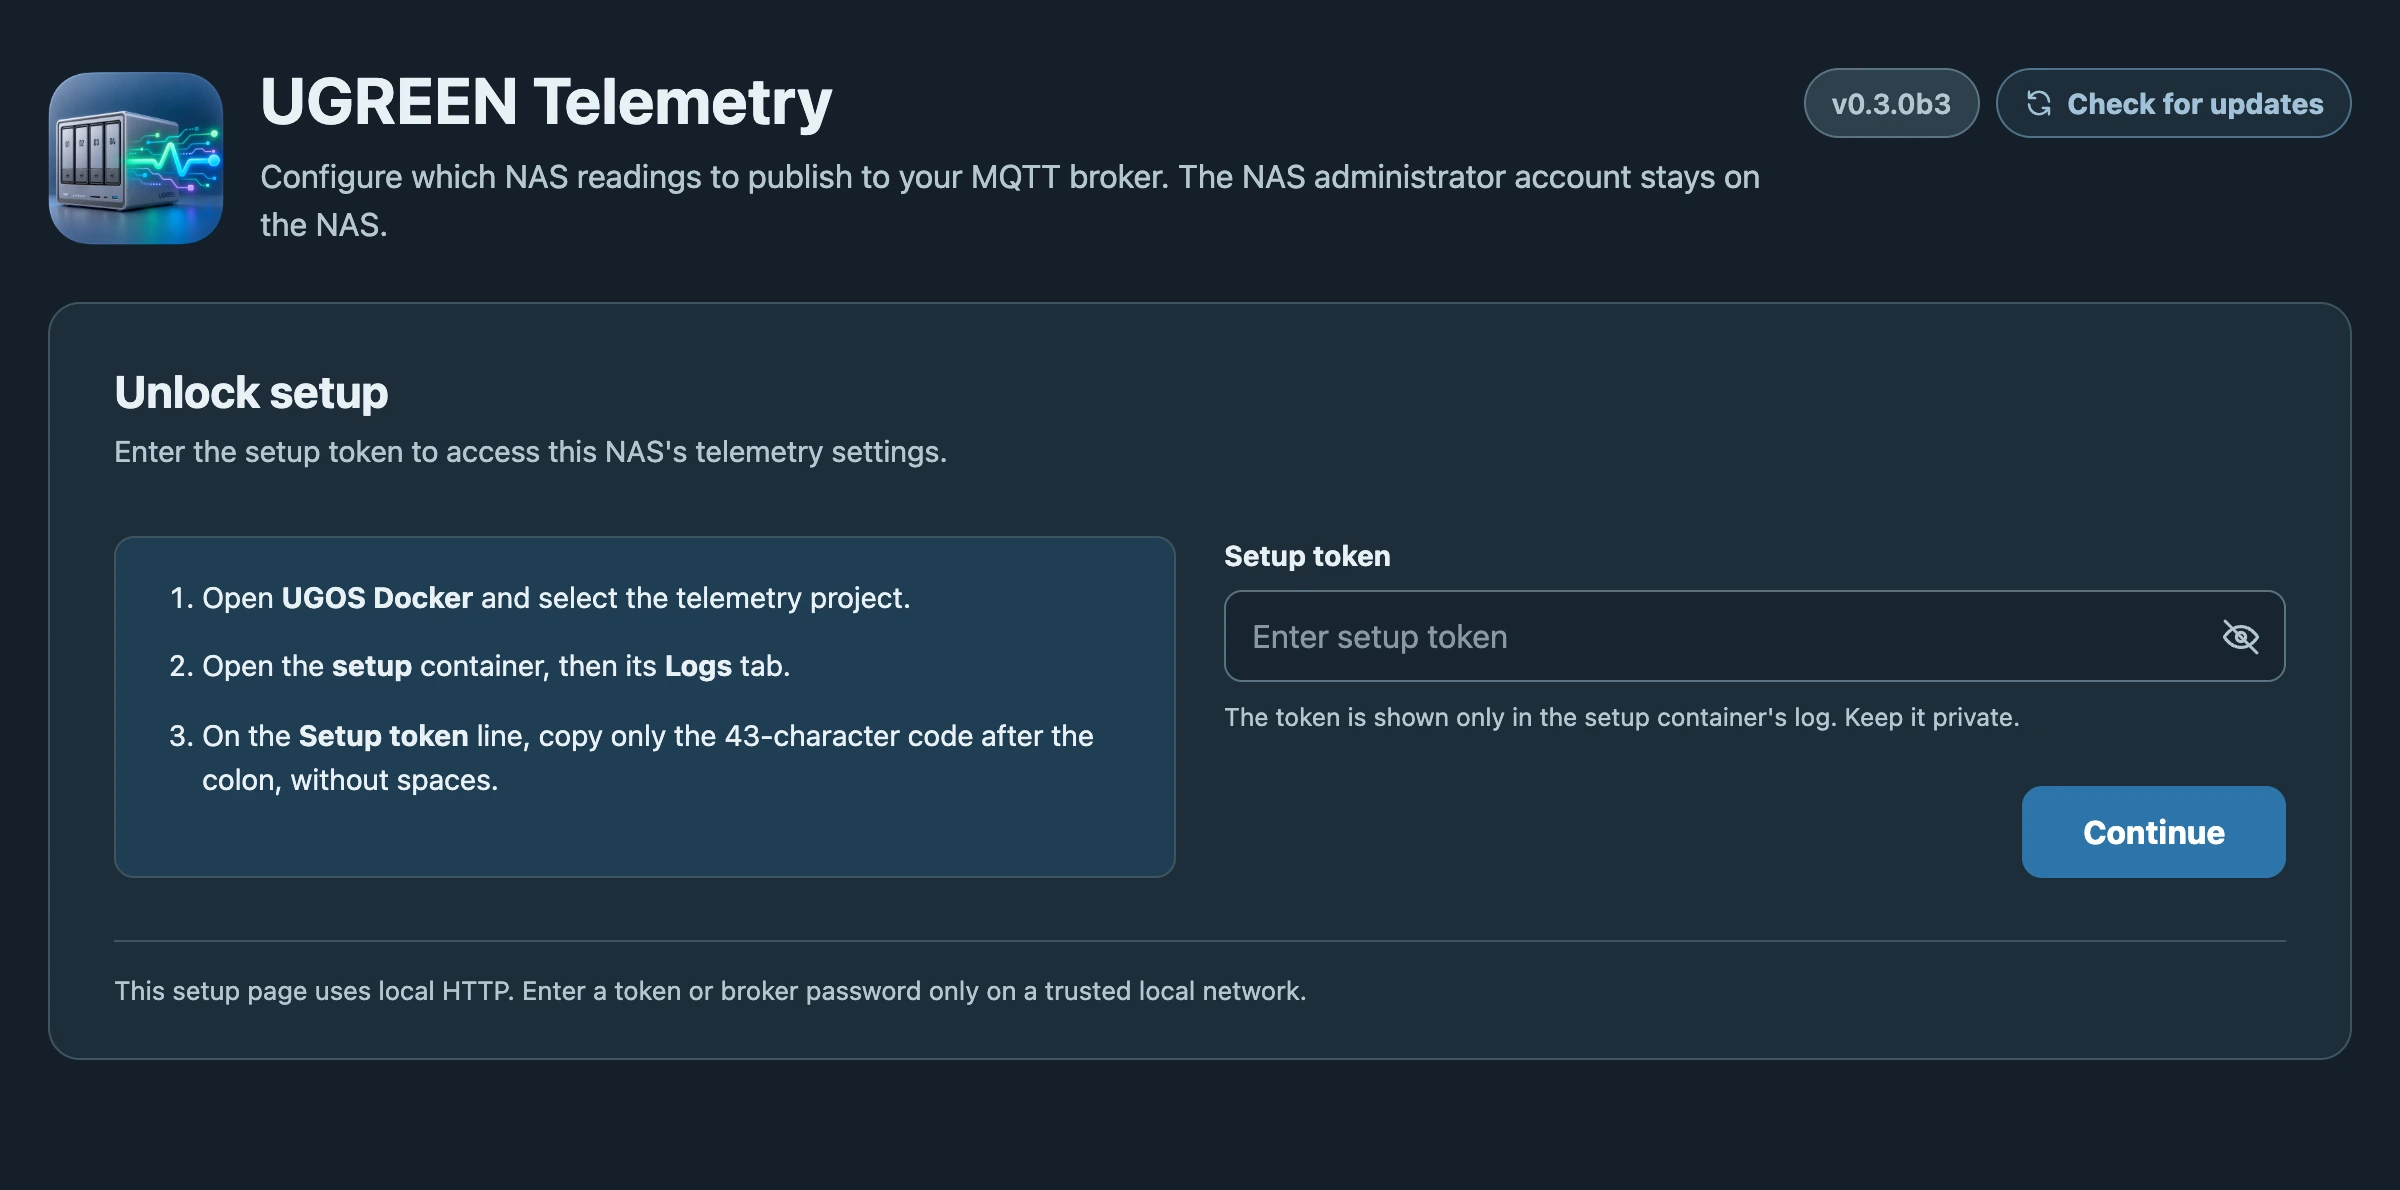 UGREEN Telemetry
Configure which NAS readings to publish to your MQTT broker. The NAS administrator account stays on
the NAS.
v0.3.0b3
Check for updates
Unlock setup
Enter the setup token to access this NAS's telemetry settings.
1. Open UGOS Docker and select the telemetry project.
2. Open the setup container, then its Logs tab.
3. On the Setup token line, copy only the 43-character code after the
colon, without spaces.
Setup token
Enter setup token
The token is shown only in the setup container's log. Keep it private.
Continue
This setup page uses local HTTP. Enter a token or broker password only on a trusted local network.